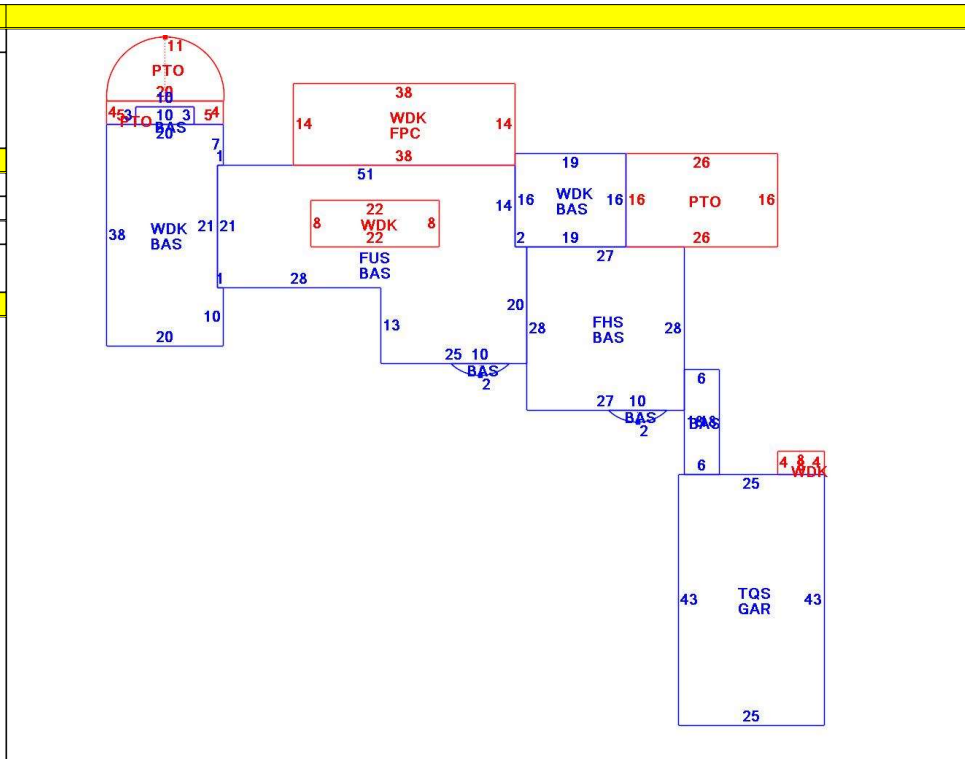 11
PTO
20
10
4 5 3 10 3 5 4
PTO BAS
20
7
1
38
WDK
BAS
21
1
10
20
38
14 WDK 14
FPC
38
51
21
22
8 WDK 8
22
FUS
BAS
14
28
13
20
25 10
BAS
2
19
16 WDK 16
BAS
2 19
26
16 PTO 16
26
27
28 FHS 28
BAS
27 10
BAS
2
6
18 BAS 18
6
8
4 8 4
WDK
25
43 TQS 43
GAR
25